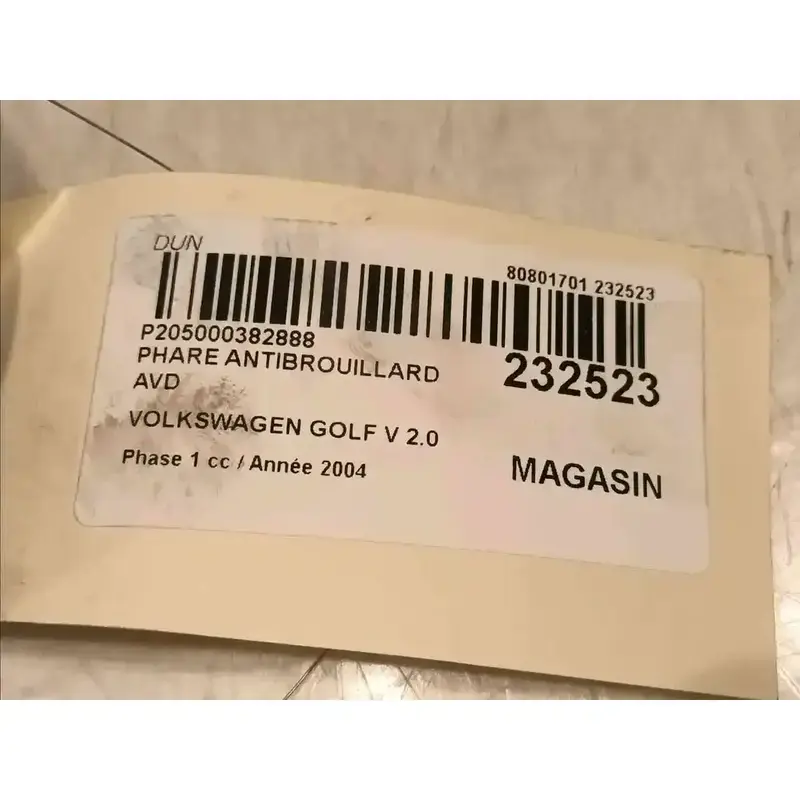 DUN
80801701 232523
P205000382888
PHARE ANTIBROUILLARD
AVD
232523
VOLKSWAGEN GOLF V 2.0
Phase 1 cc / Année 2004
MAGASIN